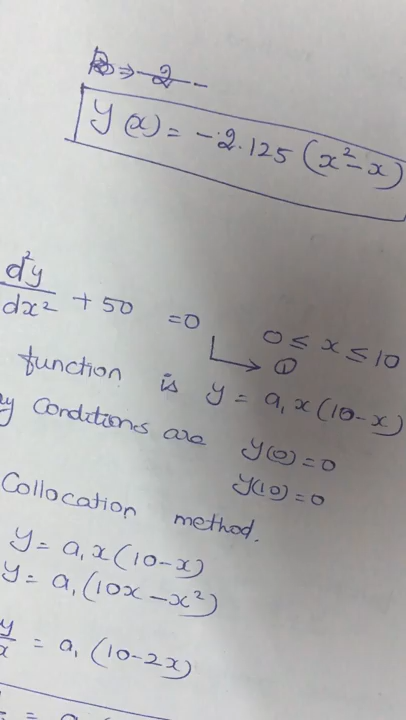 y(x) = -2.125 (x² - x)
d²y/dx² + 50 = 0
0 ≤ x ≤ 10
①
function is y = a₁x(10-x)
Conditions are y(0)=0
y(10)=0
Collocation method.
y = a₁x(10-x)
y = a₁(10x-x²)
= a₁(10-2x)